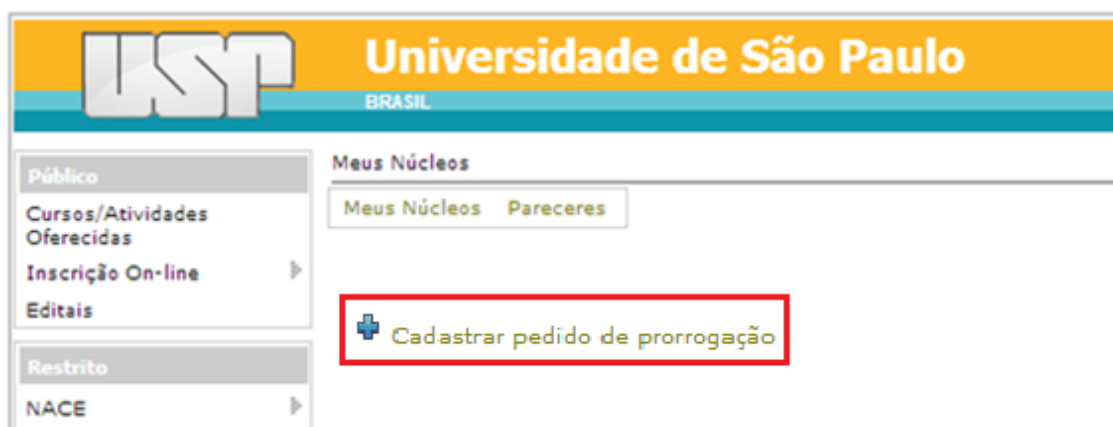 USP
Universidade de São Paulo
BRASIL
Público
Cursos/Atividades
Oferecidas
Inscrição On-line
Editais
Restrito
NACE
Meus Núcleos
Meus Núcleos Pareceres
Cadastrar pedido de prorrogação